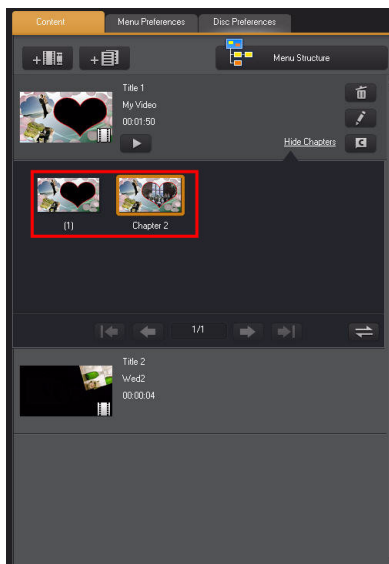 Content Menu Preferences Disc Preferences
Menu Structure
Title 1
My Video
00:01:50
Hide Chapters
C
(1) Chapter 2
1/1
Title 2
Wed2
00:00:04